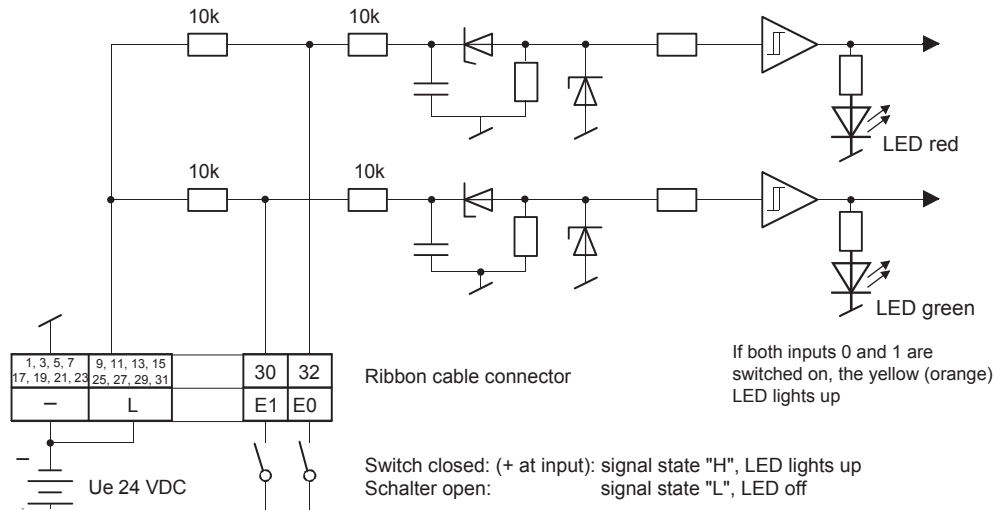 10k 10k
LED red
10k 10k
LED green
If both inputs 0 and 1 are
switched on, the yellow (orange)
LED lights up
1, 3, 5, 7 9, 11, 13, 15
17, 19, 21, 23 25, 27, 29, 31
30 32
Ribbon cable connector
– L E1 E0
–
Ue 24 VDC
Switch closed: (+ at input): signal state "H", LED lights up
Schalter open: signal state "L", LED off